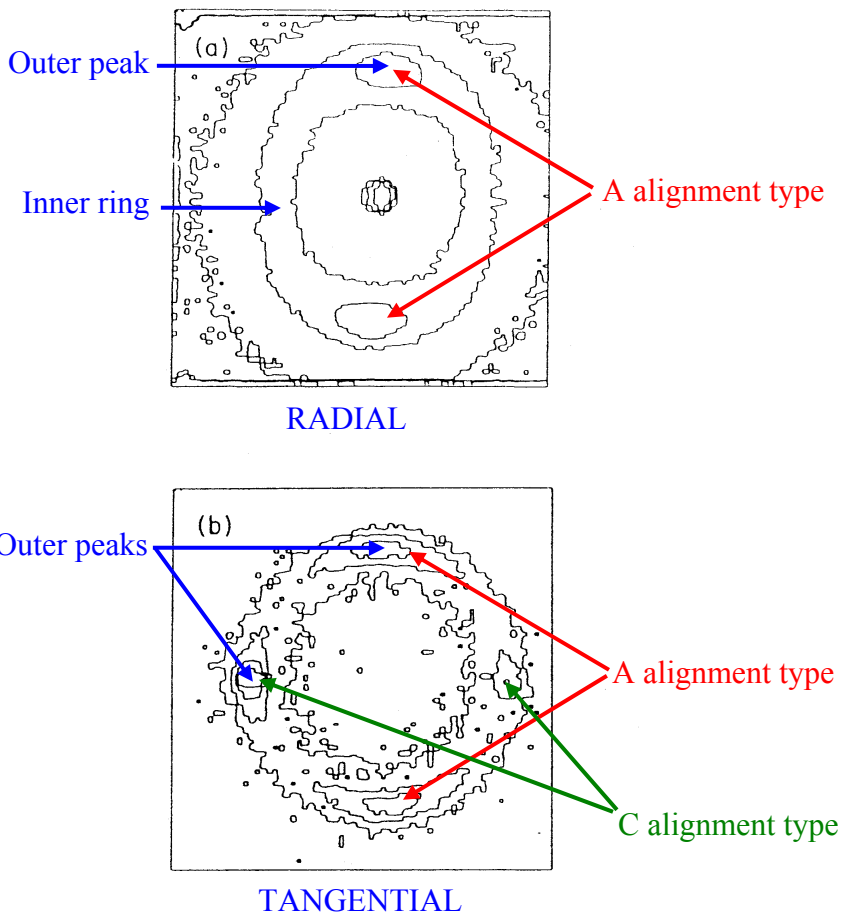 (a)
Outer peak
A alignment type
Inner ring
RADIAL
(b)
Outer peaks
A alignment type
C alignment type
TANGENTIAL